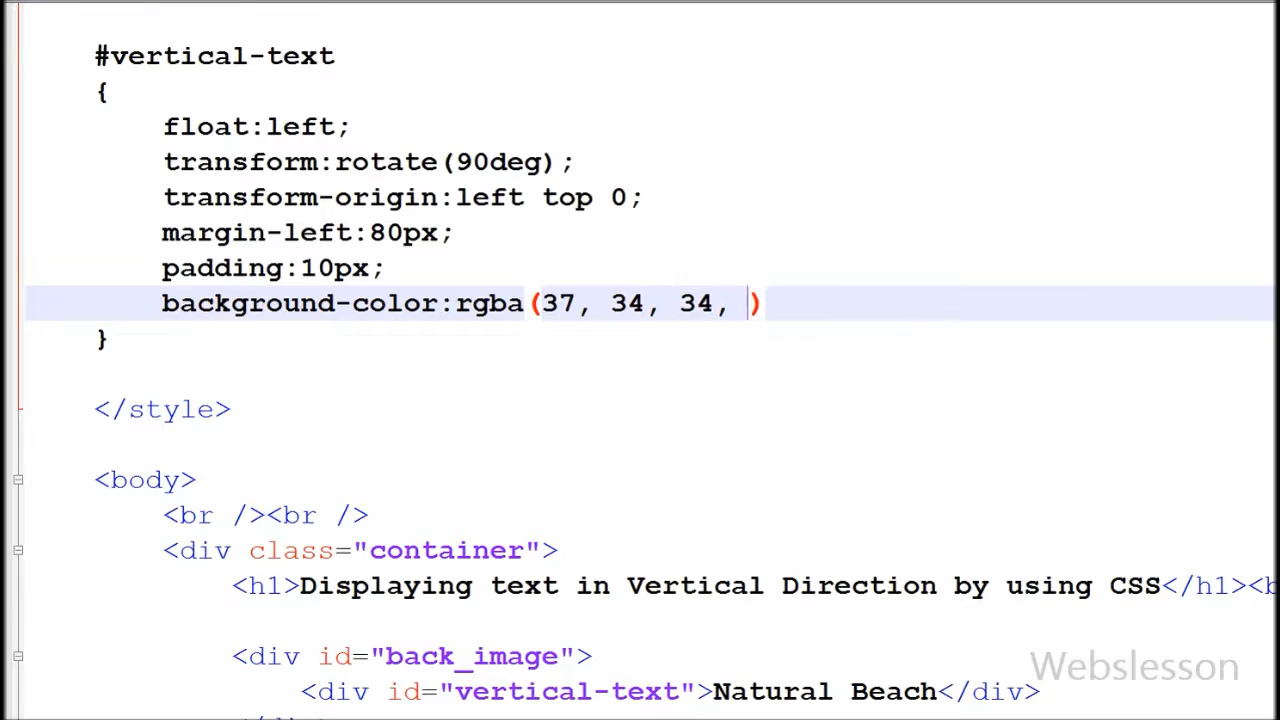 #vertical-text
{
float:left;
transform:rotate(90deg);
transform-origin:left top 0;
margin-left:80px;
padding:10px;
background-color:rgba(37, 34, 34, )
}
</style>
<body>
<br /><br />
<div class="container">
<h1>Displaying text in Vertical Direction by using CSS</h1><b
<div id="back_image">
<div id="vertical-text">Natural Beach</div>
Webslesson